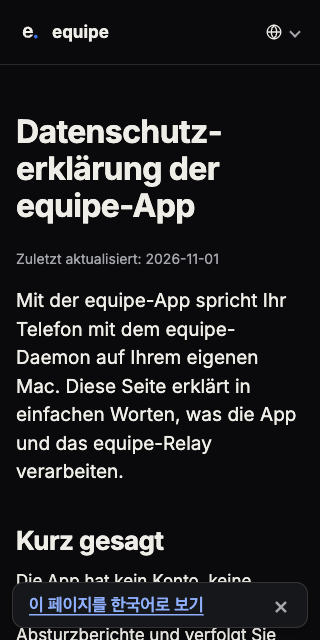 e. equipe
Datenschutz-
erklärung der
equipe-App
Zuletzt aktualisiert: 2026-11-01
Mit der equipe-App spricht Ihr
Telefon mit dem equipe-
Daemon auf Ihrem eigenen
Mac. Diese Seite erklärt in
einfachen Worten, was die App
und das equipe-Relay
verarbeiten.
Kurz gesagt
Die App hat kein Konto, keine
이 페이지를 한국어로 보기
Absturzberichte und verfolgt Sie